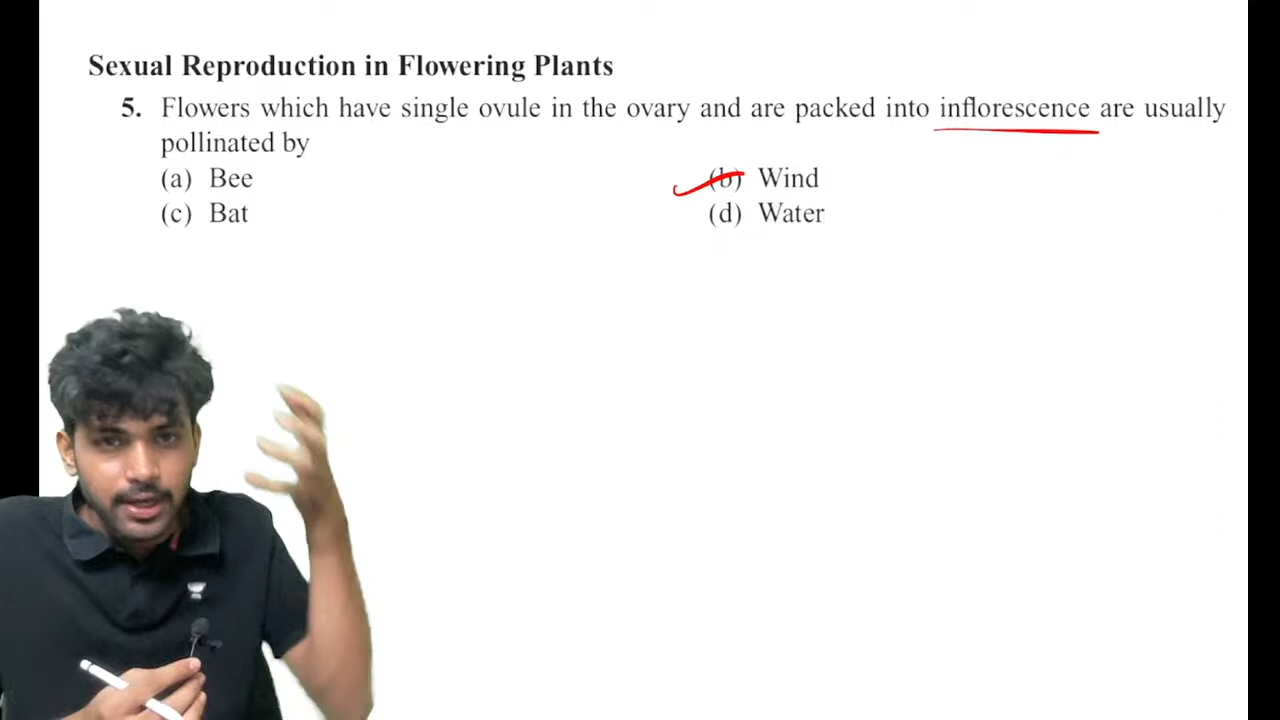 Sexual Reproduction in Flowering Plants
5. Flowers which have single ovule in the ovary and are packed into inflorescence are usually
pollinated by
(a) Bee (b) Wind
(c) Bat (d) Water